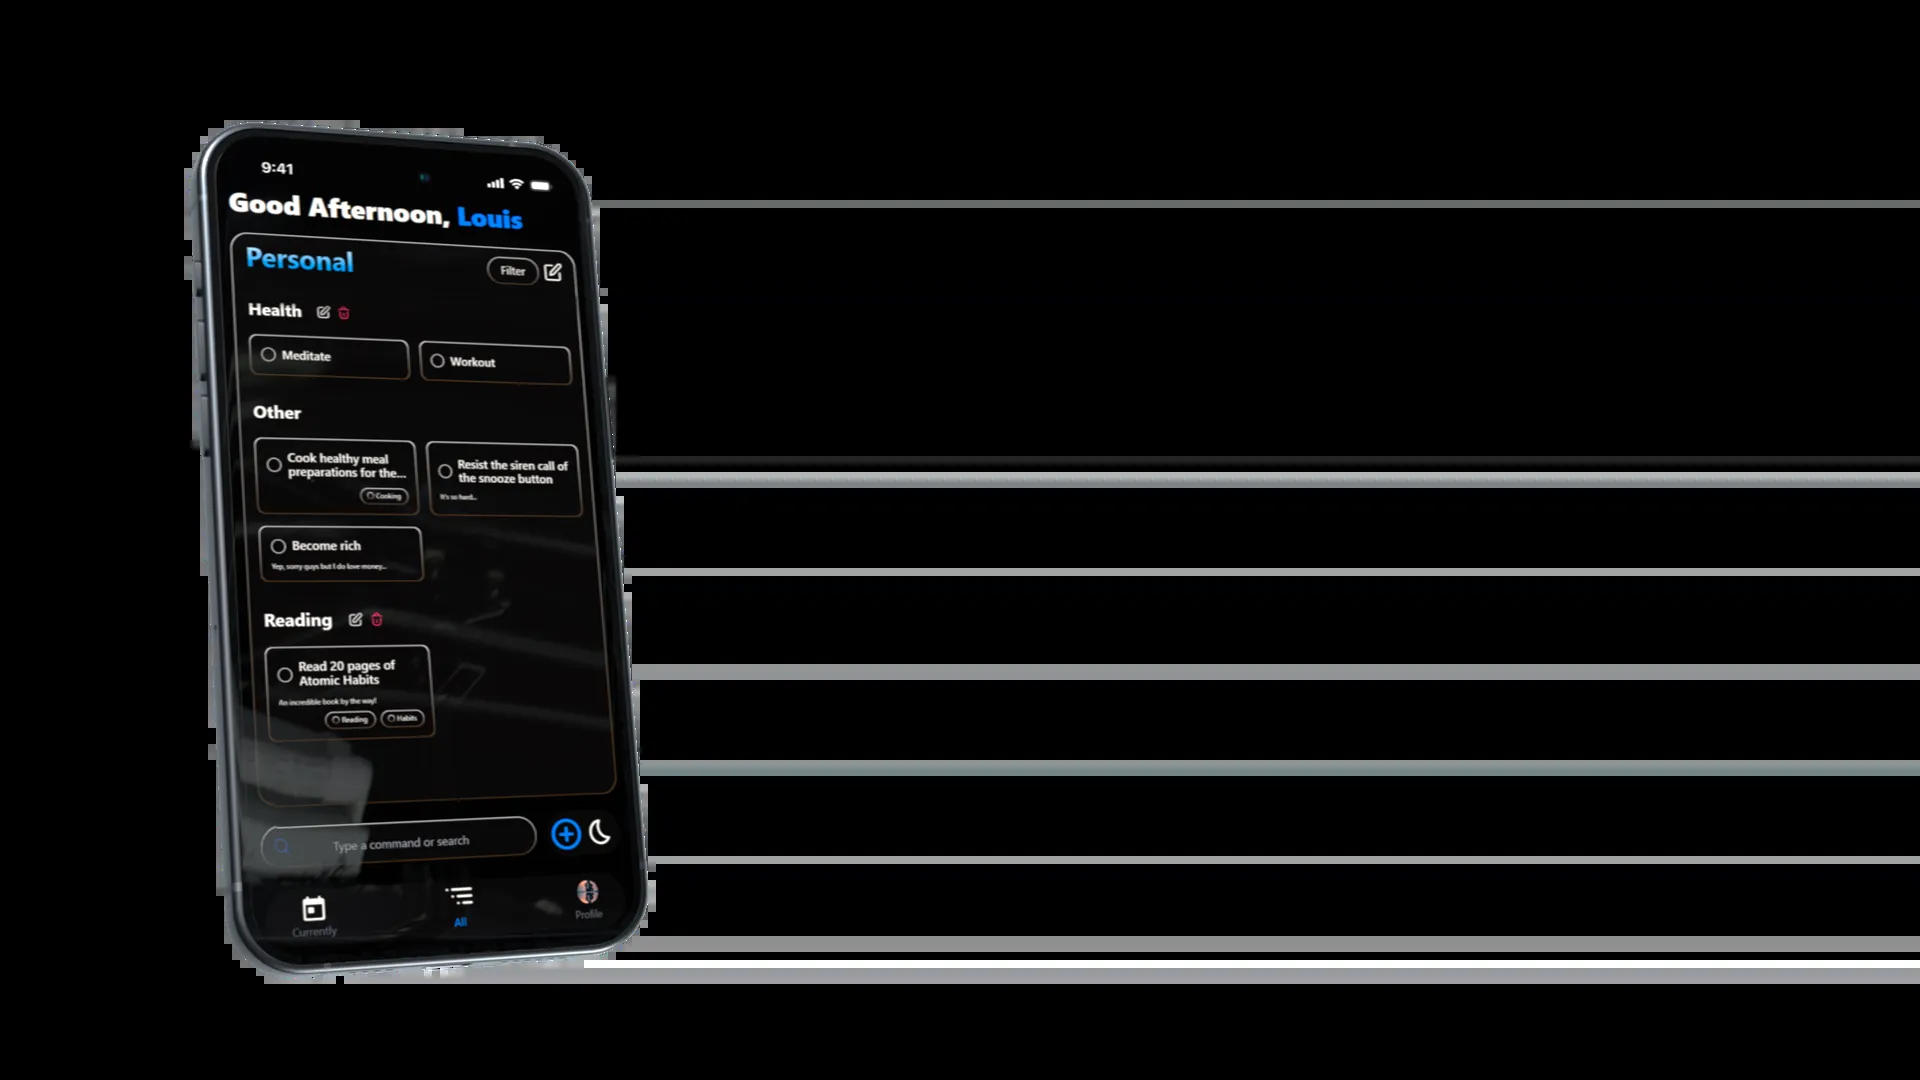 9:41
Good Afternoon, Louis
Personal
Filter
Health
Meditate
Workout
Other
Cook healthy meal
preparations for the...
Cooking
Resist the siren call of
the snooze button
It's so hard...
Become rich
Yep, sorry guys but I do love money...
Reading
Read 20 pages of
Atomic Habits
An incredible book by the way!
Reading
Habits
Type a command or search
Currently
All
Profile